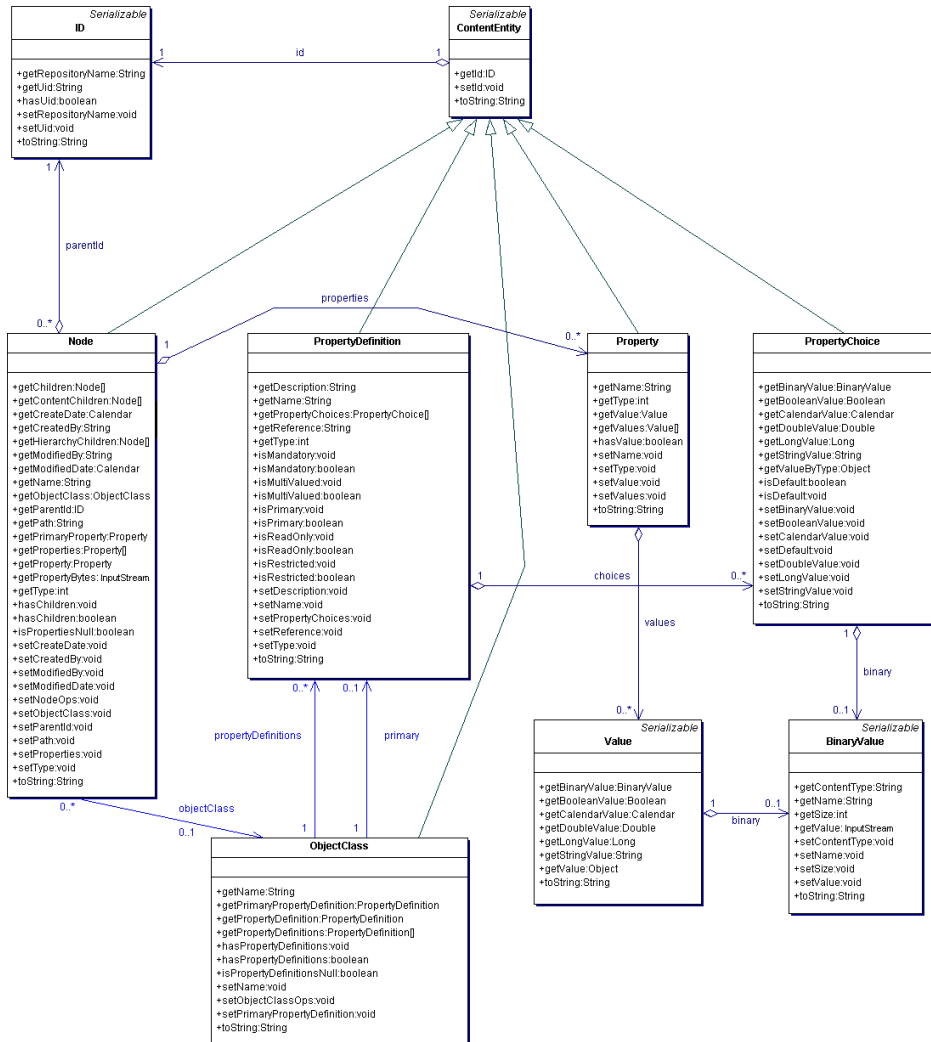 Serializable
ID
+getRepositoryName:String
+getUid:String
+hasUid:boolean
+setRepositoryName:void
+setUid:void
+toString:String
1
id
1
Serializable
ContentEntity
+getId:ID
+setId:void
+toString:String
1
parentId
0..*
properties
1
0..*
Node
+getChildren:Node[]
+getContentChildren:Node[]
+getCreateDate:Calendar
+getCreatedBy:String
+getHierarchyChildren:Node[]
+getModifiedBy:String
+getModifiedDate:Calendar
+getName:String
+getObjectClass:ObjectClass
+getParentId:ID
+getPath:String
+getPrimaryProperty:Property
+getProperties:Property[]
+getProperty:Property
+getPropertyBytes: InputStream
+getType:int
+hasChildren:void
+hasChildren:boolean
+isPropertiesNull:boolean
+setCreateDate:void
+setCreatedBy:void
+setModifiedBy:void
+setModifiedDate:void
+setNodeOps:void
+setObjectClass:void
+setParentId:void
+setPath:void
+setProperties:void
+setType:void
+toString:String
PropertyDefinition
+getDescription:String
+getName:String
+getPropertyChoices:PropertyChoice[]
+getReference:String
+getType:int
+isMandatory:void
+isMandatory:boolean
+isMultiValued:void
+isMultiValued:boolean
+isPrimary:void
+isPrimary:boolean
+isReadOnly:void
+isReadOnly:boolean
+isRestricted:void
+isRestricted:boolean
+setDescription:void
+setName:void
+setPropertyChoices:void
+setReference:void
+setType:void
+toString:String
Property
+getName:String
+getType:int
+getValue:Value
+getValues:Value[]
+hasValue:boolean
+setName:void
+setType:void
+setValue:void
+setValues:void
+toString:String
PropertyChoice
+getBinaryValue:BinaryValue
+getBooleanValue:Boolean
+getCalendarValue:Calendar
+getDoubleValue:Double
+getLongValue:Long
+getStringValue:String
+getValueByType:Object
+isDefault:boolean
+isDefault:void
+setBinaryValue:void
+setBooleanValue:void
+setCalendarValue:void
+setDefault:void
+setDoubleValue:void
+setLongValue:void
+setStringValue:void
+toString:String
1
choices
0..*
values
0..*
1
binary
0..1
0..*
0..1
propertyDefinitions
primary
1
1
0..*
objectClass
0..1
Serializable
Value
+getBinaryValue:BinaryValue
+getBooleanValue:Boolean
+getCalendarValue:Calendar
+getDoubleValue:Double
+getLongValue:Long
+getStringValue:String
+getValue:Object
+toString:String
1
binary
0..1
Serializable
BinaryValue
+getContentType:String
+getName:String
+getSize:int
+getValue: InputStream
+setContentType:void
+setName:void
+setSize:void
+setValue:void
+toString:String
ObjectClass
+getName:String
+getPrimaryPropertyDefinition:PropertyDefinition
+getPropertyDefinition:PropertyDefinition
+getPropertyDefinitions:PropertyDefinition[]
+hasPropertyDefinitions:void
+hasPropertyDefinitions:boolean
+isPropertyDefinitionsNull:boolean
+setName:void
+setObjectClassOps:void
+setPrimaryPropertyDefinition:void
+toString:String